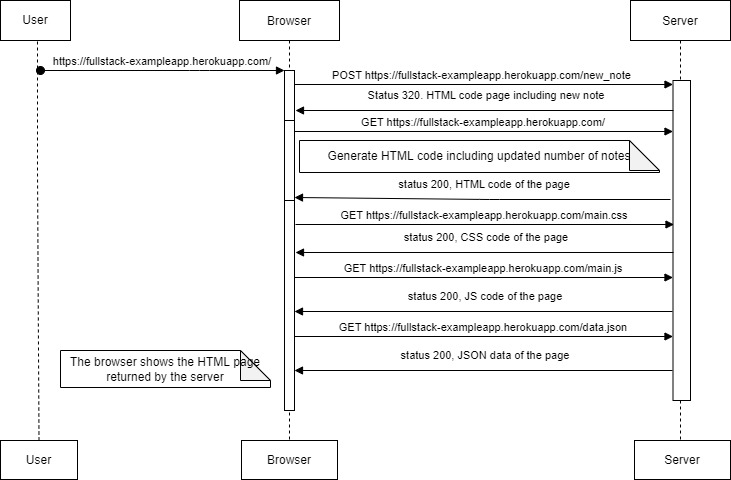 User
Browser
Server
https://fullstack-exampleapp.herokuapp.com/
POST https://fullstack-exampleapp.herokuapp.com/new_note
Status 320. HTML code page including new note
GET https://fullstack-exampleapp.herokuapp.com/
Generate HTML code including updated number of notes
status 200, HTML code of the page
GET https://fullstack-exampleapp.herokuapp.com/main.css
status 200, CSS code of the page
GET https://fullstack-exampleapp.herokuapp.com/main.js
status 200, JS code of the page
GET https://fullstack-exampleapp.herokuapp.com/data.json
status 200, JSON data of the page
The browser shows the HTML page
returned by the server
User
Browser
Server